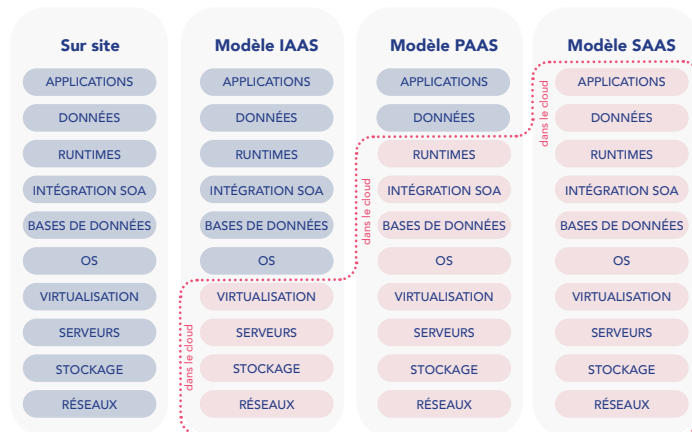 Sur site
APPLICATIONS
DONNÉES
RUNTIMES
INTÉGRATION SOA
BASES DE DONNÉES
OS
VIRTUALISATION
SERVEURS
STOCKAGE
RÉSEAUX
Modèle IAAS
APPLICATIONS
DONNÉES
RUNTIMES
INTÉGRATION SOA
BASES DE DONNÉES
OS
dans le cloud
VIRTUALISATION
SERVEURS
STOCKAGE
RÉSEAUX
Modèle PAAS
APPLICATIONS
DONNÉES
dans le cloud
RUNTIMES
INTÉGRATION SOA
BASES DE DONNÉES
OS
VIRTUALISATION
SERVEURS
STOCKAGE
RÉSEAUX
Modèle SAAS
dans le cloud
APPLICATIONS
DONNÉES
RUNTIMES
INTÉGRATION SOA
BASES DE DONNÉES
OS
VIRTUALISATION
SERVEURS
STOCKAGE
RÉSEAUX